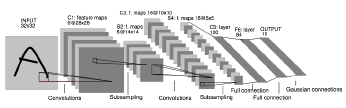 C3: f. maps 16@10x10
INPUT
32x32
C1: feature maps
6@28x28
S2: f. maps
6@14x14
S4: f. maps 16@5x5
C5: layer
120
F6: layer
84
OUTPUT
10
Convolutions
Subsampling
Convolutions
Subsampling
Full connection
Full connection
Gaussian connections